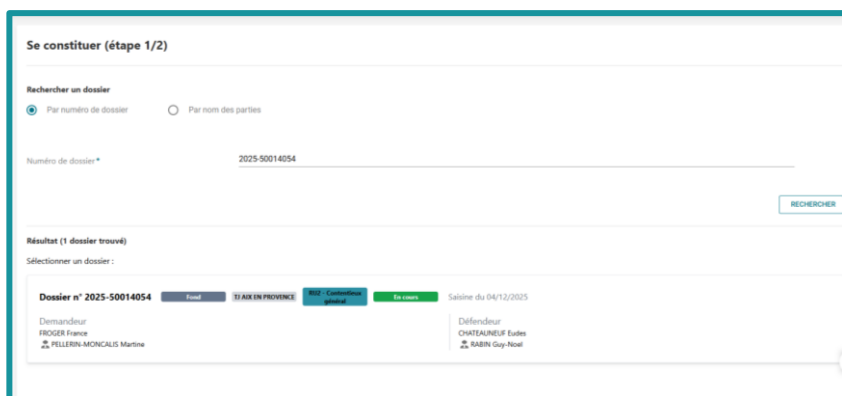 Se constituer (étape 1/2)
Rechercher un dossier
Par numéro de dossier
Par nom des parties
Numéro de dossier*
2025-50014054
RECHERCHER
Résultat (1 dossier trouvé)
Sélectionner un dossier :
Dossier n° 2025-50014054
Fond
TJ AIX EN PROVENCE
Contentieux
général
En cours
Saisine du 04/12/2025
Demandeur
FROGER France
PELLERIN-MONCALIS Martine
Défendeur
CHATEAUNEUF Eudes
RABIN Guy-Noel